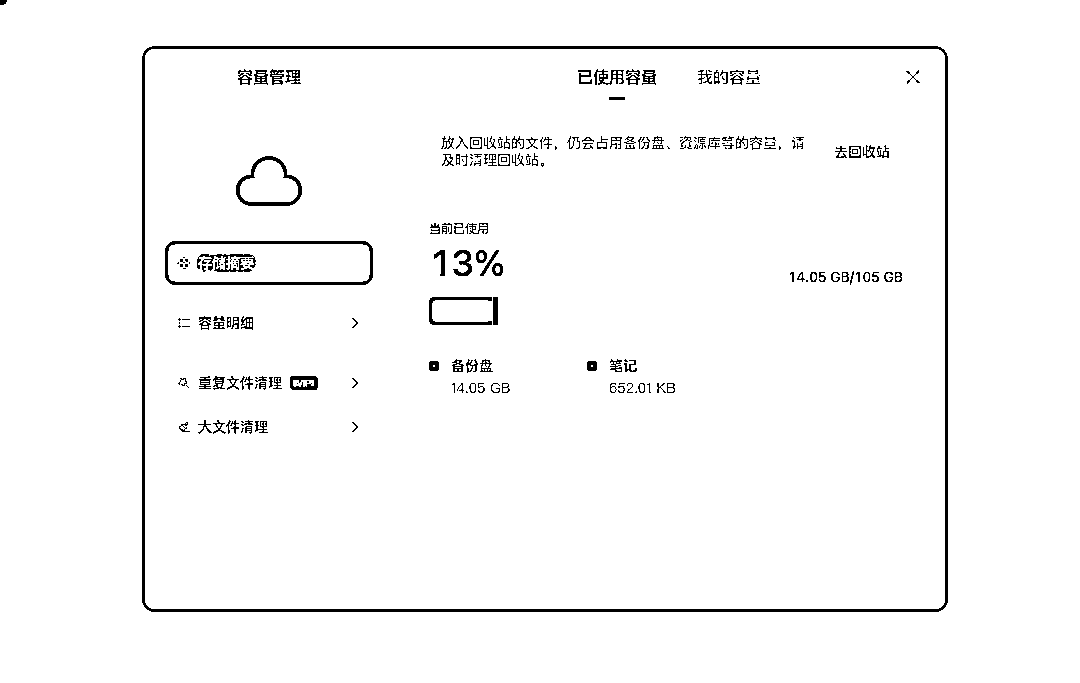 容量管理
已使用容量
我的容量
放入回收站的文件，仍会占用备份盘、资源库等的容量，请
及时清理回收站。
去回收站
当前已使用
13%
14.05 GB/105 GB
备份盘
14.05 GB
笔记
652.01 KB
存储摘要
容量明细
重复文件清理
大文件清理